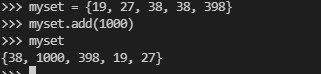 >>> myset = {19, 27, 38, 38, 398}
>>> myset.add(1000)
>>> myset
{38, 1000, 398, 19, 27}
>>>